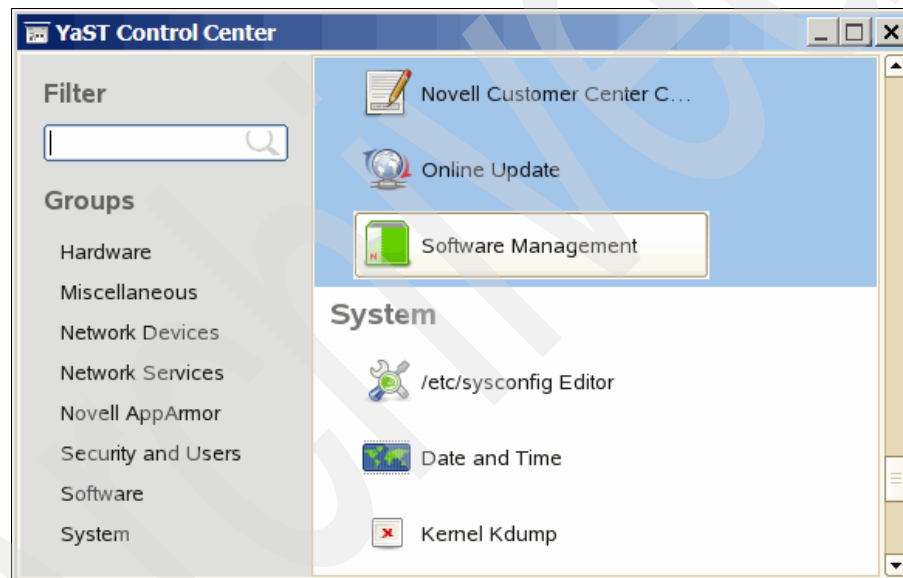 YaST Control Center
Filter
Groups
Hardware
Miscellaneous
Network Devices
Network Services
Novell AppArmor
Security and Users
Software
System
Novell Customer Center C...
Online Update
N
Software Management
System
/etc/sysconfig Editor
Date and Time
Kernel Kdump